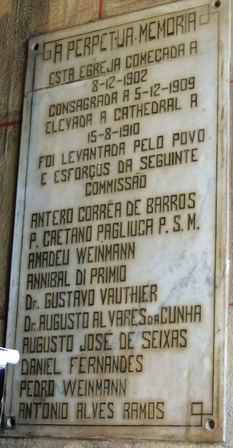 A PERPETUA MEMORIA
ESTA EGREJA COMEÇADA A
8-12-1902
CONSAGRADA A 5-12-1909
ELEVADA A CATHEDRAL A
15-8-1910
FOI LEVANTADA PELO POVO
E ESFORÇOS DA SEGUINTE
COMMISSÃO
ANTERO CORRÊA DE BARROS
P. CAETANO PAGLIUCA P. S. M.
AMADEU WEINMANN
ANNIBAL DI PRIMIO
Dr. GUSTAVO VAUTHIER
Dr. AUGUSTO ALVARES DA CUNHA
AUGUSTO JOSE DE SEIXAS
DANIEL FERNANDES
PEDRO WEINMANN
ANTONIO ALVES RAMOS